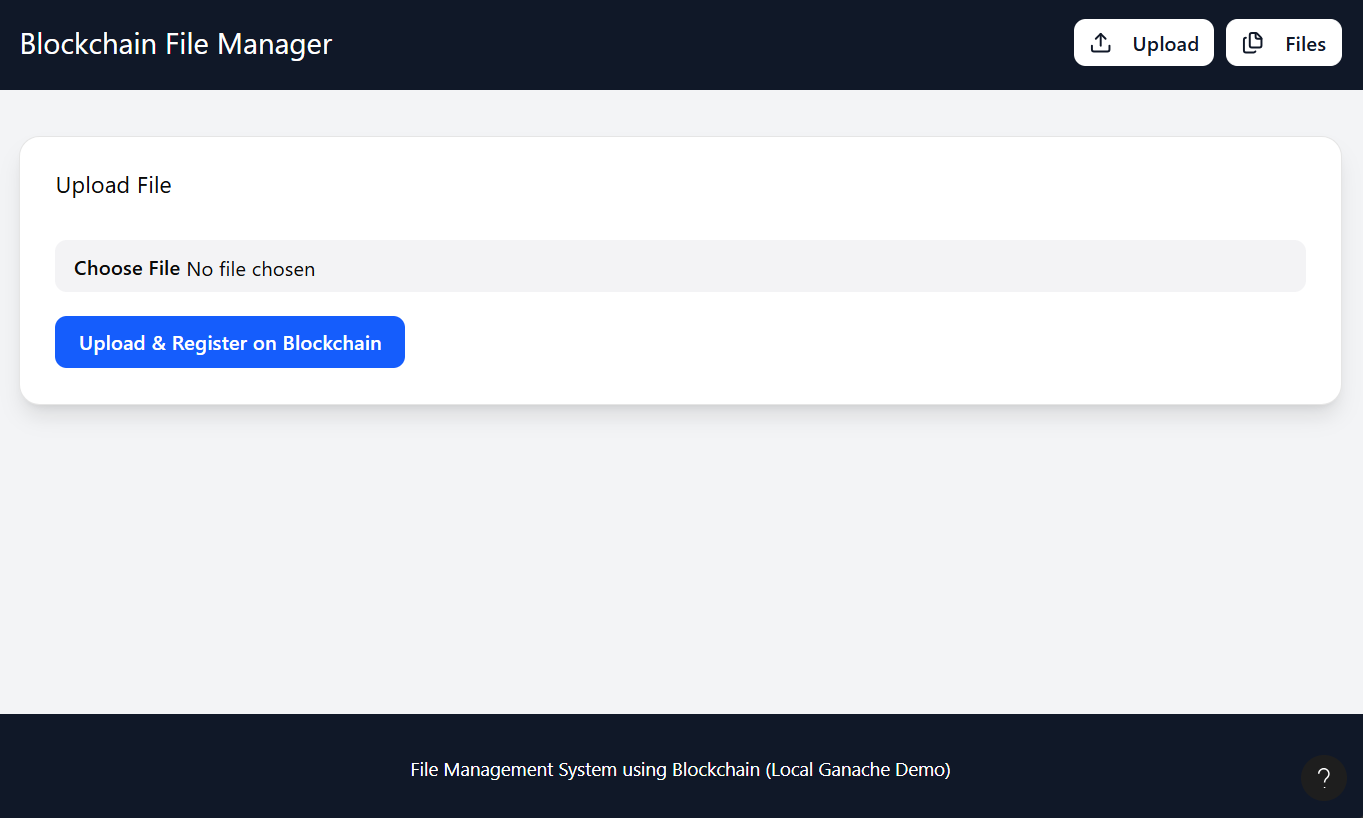 Blockchain File Manager
Upload
Files
Upload File
Choose File No file chosen
Upload & Register on Blockchain
File Management System using Blockchain (Local Ganache Demo)
?